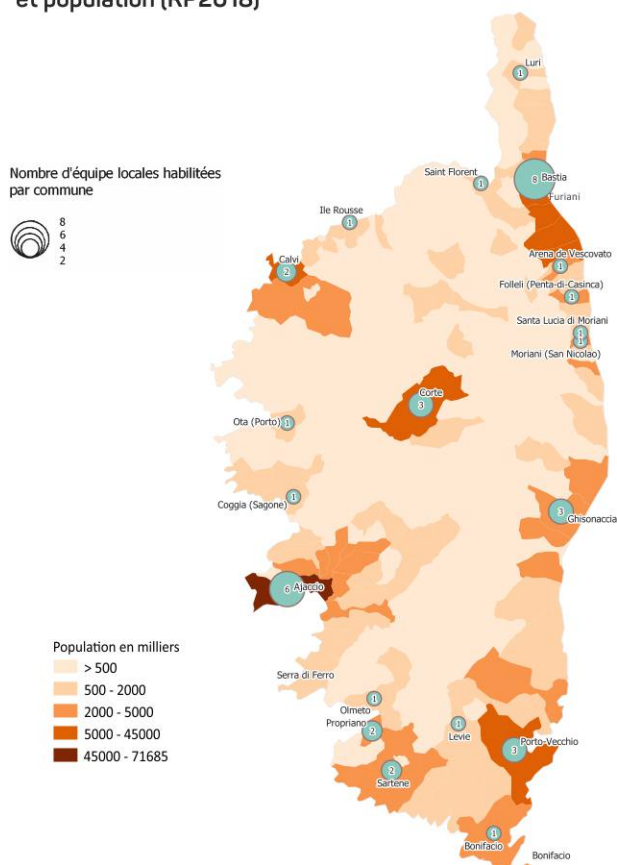 et population (RP2018)
Luri
1
Nombre d'équipe locales habilitées
par commune
8
6
4
2
Saint Florent
1
8 Bastia
Furiani
Ile Rousse
1
Calvi
2
Arena de Vescovato
1
Folleli (Penta-di-Casinca)
1
Santa Lucia di Moriani
1
1
Moriani (San Nicolao)
Corte
3
Ota (Porto)
1
Coggia (Sagone)
1
3
Ghisonaccia
6 Ajaccio
Population en milliers
> 500
500 - 2000
2000 - 5000
5000 - 45000
45000 - 71685
Serra di Ferro
1
Olmeto
Propriano
2
1
Levie
Porto-Vecchio
3
2
Sartene
1
Bonifacio
Bonifacio